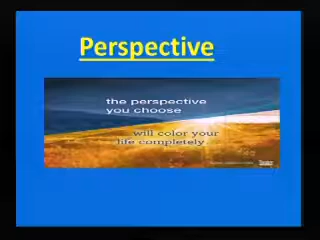 Perspective
the perspective
you choose
will color your
life completely